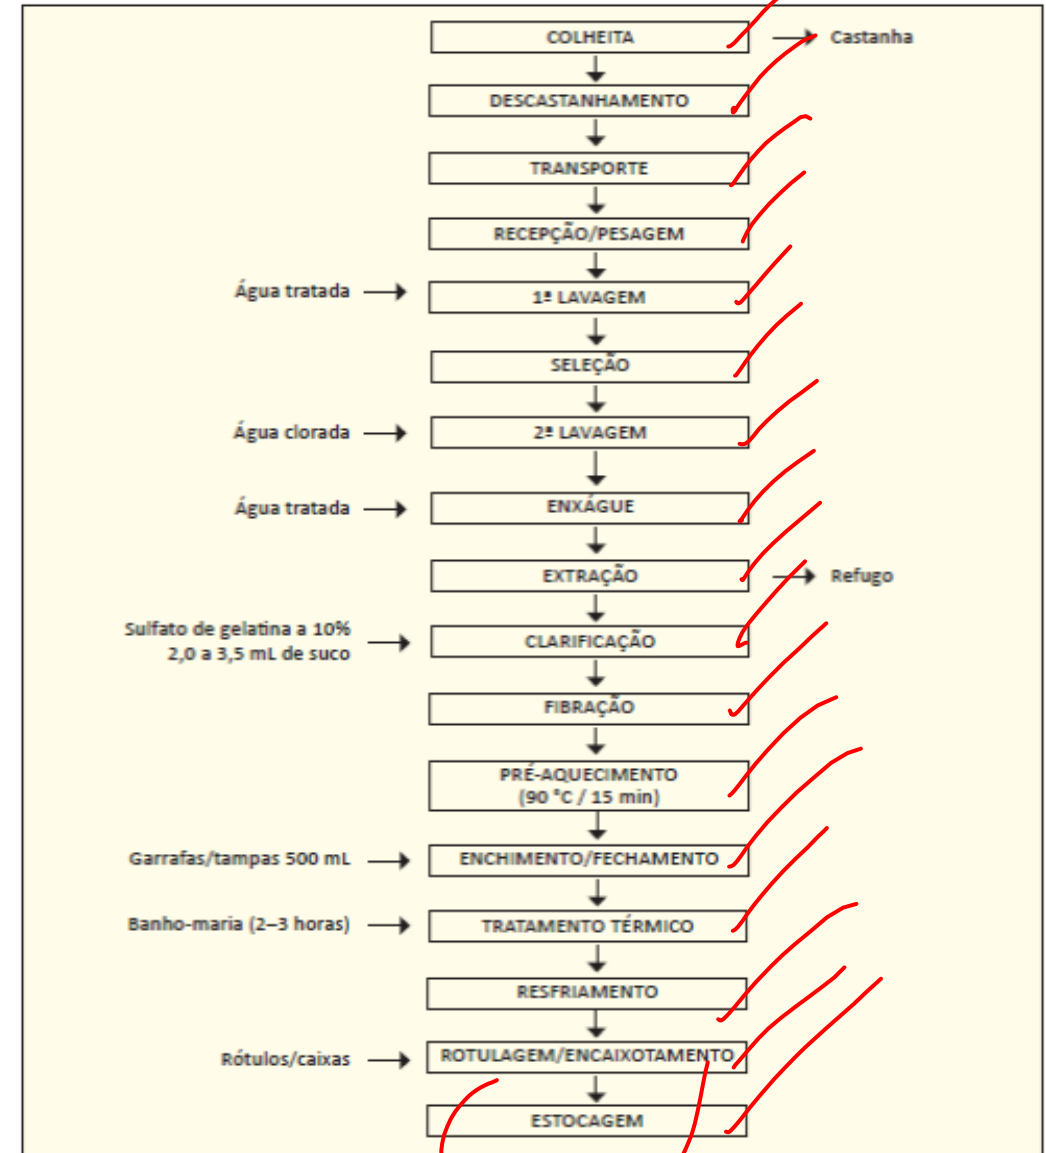 COLHEITA
Castanha
DESCASTANHAMENTO
TRANSPORTE
RECEPÇÃO/PESAGEM
Água tratada
1ª LAVAGEM
SELEÇÃO
Água clorada
2ª LAVAGEM
Água tratada
ENXÁGUE
EXTRAÇÃO
Refugo
Sulfato de gelatina a 10%
2,0 a 3,5 mL de suco
CLARIFICAÇÃO
FIBRAÇÃO
PRÉ-AQUECIMENTO
(90 °C / 15 min)
Garrafas/tampas 500 mL
ENCHIMENTO/FECHAMENTO
Banho-maria (2–3 horas)
TRATAMENTO TÉRMICO
RESFRIAMENTO
Rótulos/caixas
ROTULAGEM/ENCAIXOTAMENTO
ESTOCAGEM